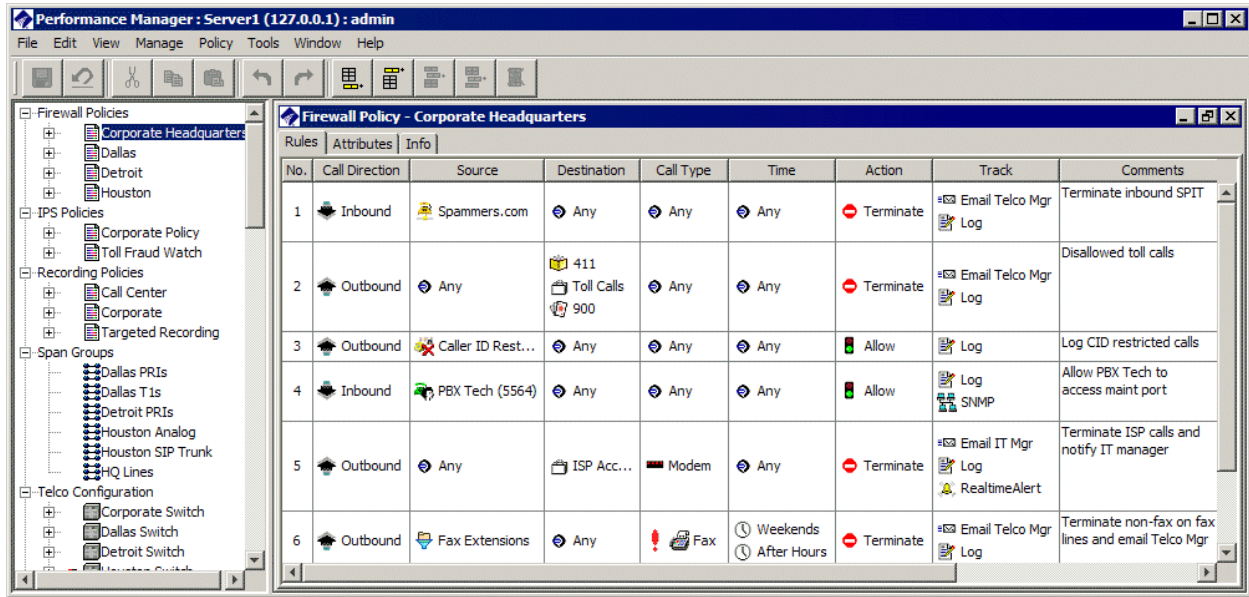 Performance Manager : Server1 (127.0.0.1) : admin
File Edit View Manage Policy Tools Window Help
Firewall Policies
Corporate Headquarters
Dallas
Detroit
Houston
IPS Policies
Corporate Policy
Toll Fraud Watch
Recording Policies
Call Center
Corporate
Targeted Recording
Span Groups
Dallas PRIs
Dallas T1s
Detroit PRIs
Houston Analog
Houston SIP Trunk
HQ Lines
Telco Configuration
Corporate Switch
Dallas Switch
Detroit Switch
Firewall Policy - Corporate Headquarters
Rules Attributes Info
No. Call Direction Source Destination Call Type Time Action Track Comments
1 Inbound Spammers.com Any Any Any Terminate Email Telco Mgr Terminate inbound SPIT
Log
2 Outbound Any 411 Any Any Terminate Email Telco Mgr Disallowed toll calls
Toll Calls Log
900
3 Outbound Caller ID Rest... Any Any Any Allow Log Log CID restricted calls
4 Inbound PBX Tech (5564) Any Any Any Allow Log Allow PBX Tech to
SNMP access maint port
5 Outbound Any ISP Acc... Modem Any Terminate Email IT Mgr Terminate ISP calls and
Log notify IT manager
RealtimeAlert
6 Outbound Fax Extensions Any Fax Weekends Terminate Email Telco Mgr Terminate non-fax on fax
After Hours Log lines and email Telco Mgr